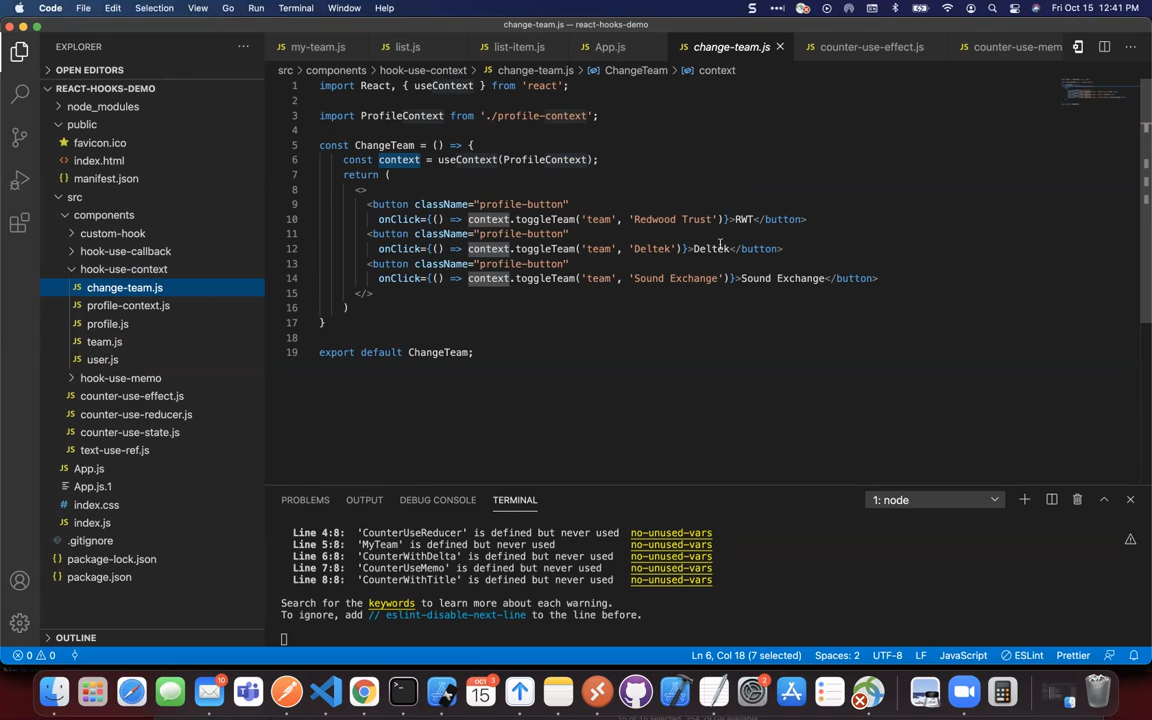 Code File Edit Selection View Go Run Terminal Window Help Fri Oct 15 12:41 PM
change-team.js — react-hooks-demo
EXPLORER
my-team.js list.js list-item.js App.js change-team.js counter-use-effect.js counter-use-mem
OPEN EDITORS
src > components > hook-use-context > change-team.js > ChangeTeam > context
REACT-HOOKS-DEMO
node_modules
public
favicon.ico
index.html
manifest.json
src
components
custom-hook
hook-use-callback
hook-use-context
change-team.js
profile-context.js
profile.js
team.js
user.js
hook-use-memo
counter-use-effect.js
counter-use-reducer.js
counter-use-state.js
text-use-ref.js
App.js
App.js.1
index.css
index.js
.gitignore
package-lock.json
package.json
OUTLINE
1 import React, { useContext } from 'react';
2
3 import ProfileContext from './profile-context';
4
5 const ChangeTeam = () => {
6 const context = useContext(ProfileContext);
7 return (
8 <>
9 <button className="profile-button"
10 onClick={() => context.toggleTeam('team', 'Redwood Trust')}>RWT</button>
11 <button className="profile-button"
12 onClick={() => context.toggleTeam('team', 'Deltek')}>Deltek</button>
13 <button className="profile-button"
14 onClick={() => context.toggleTeam('team', 'Sound Exchange')}>Sound Exchange</button>
15 </>
16 )
17 }
18
19 export default ChangeTeam;
PROBLEMS OUTPUT DEBUG CONSOLE TERMINAL 1: node
Line 4:8: 'CounterUseReducer' is defined but never used no-unused-vars
Line 5:8: 'MyTeam' is defined but never used no-unused-vars
Line 6:8: 'CounterWithDelta' is defined but never used no-unused-vars
Line 7:8: 'CounterUseMemo' is defined but never used no-unused-vars
Line 8:8: 'CounterWithTitle' is defined but never used no-unused-vars
Search for the keywords to learn more about each warning.
To ignore, add // eslint-disable-next-line to the line before.
0 0 Ln 6, Col 18 (7 selected) Spaces: 2 UTF-8 LF JavaScript ESLint Prettier
10 OCT 15 3 2